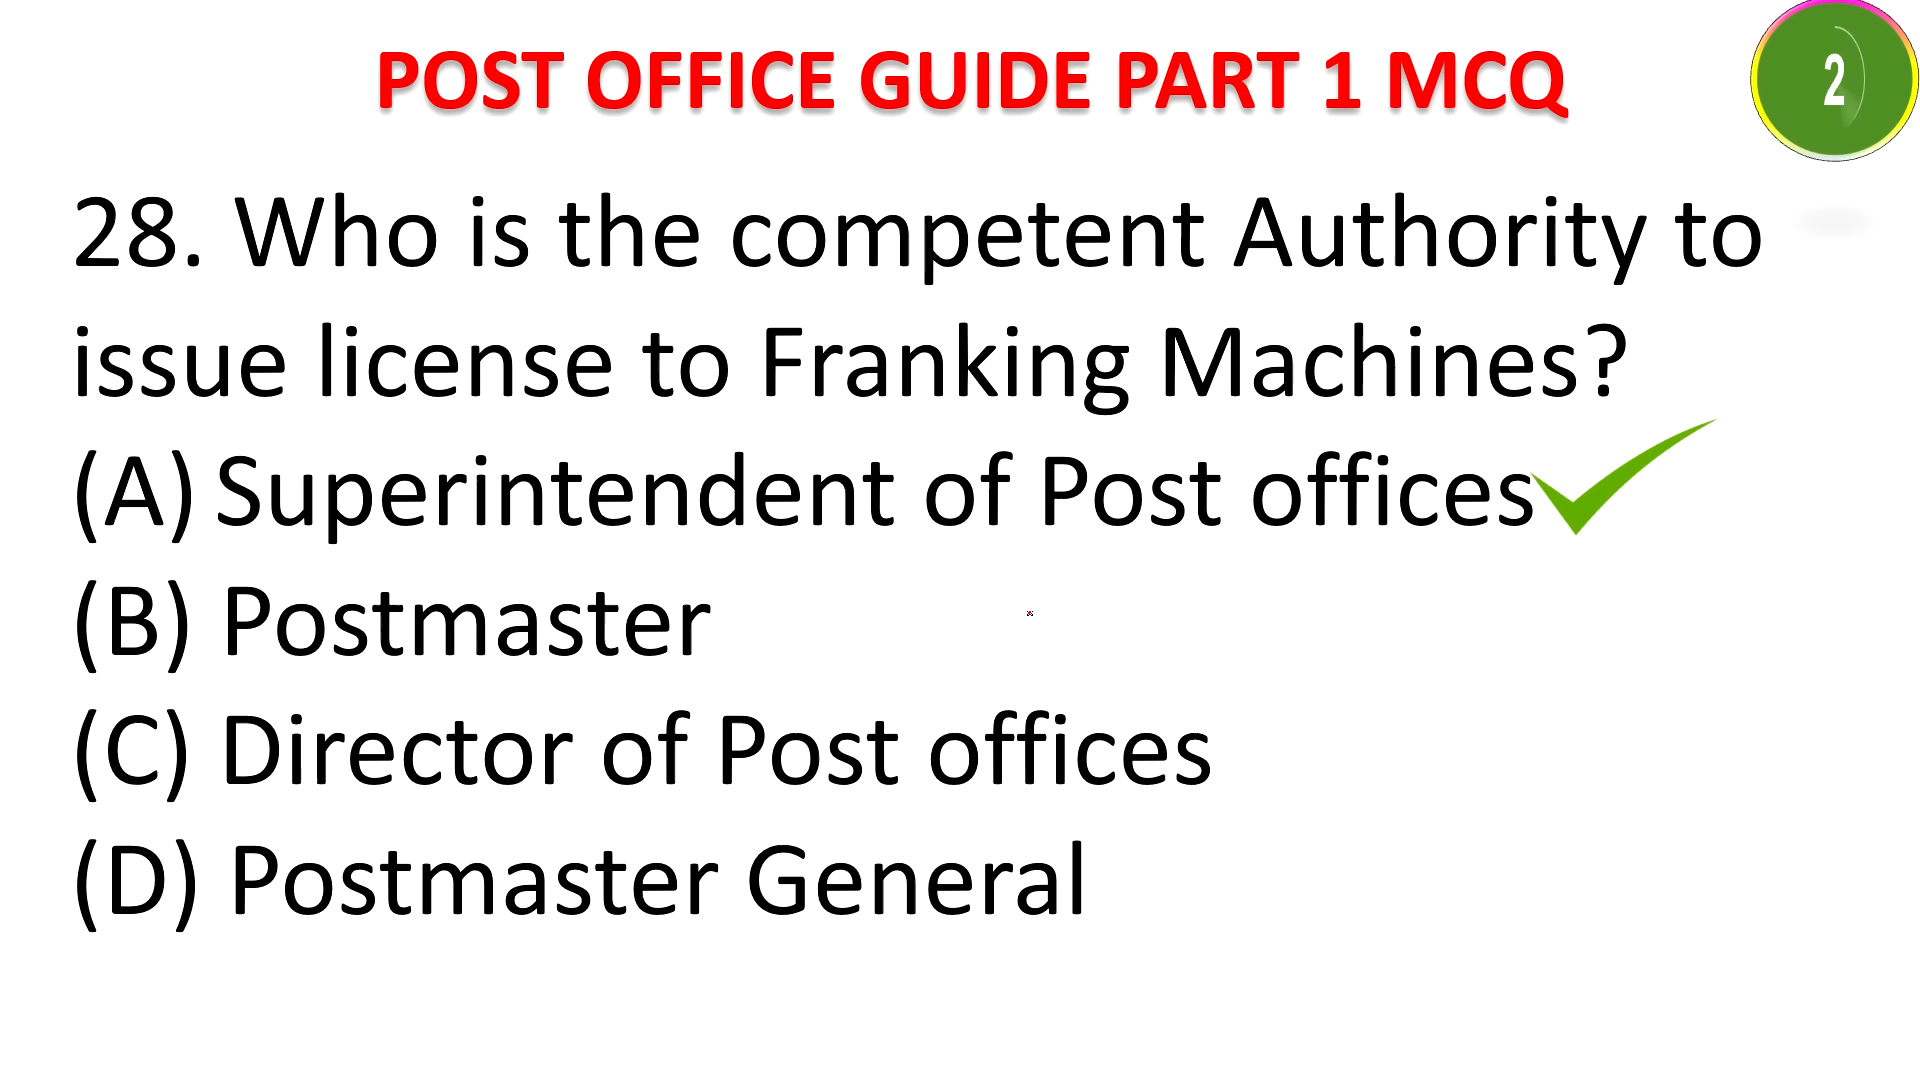 POST OFFICE GUIDE PART 1 MCQ
2
28. Who is the competent Authority to
issue license to Franking Machines?
(A) Superintendent of Post offices
(B) Postmaster
(C) Director of Post offices
(D) Postmaster General